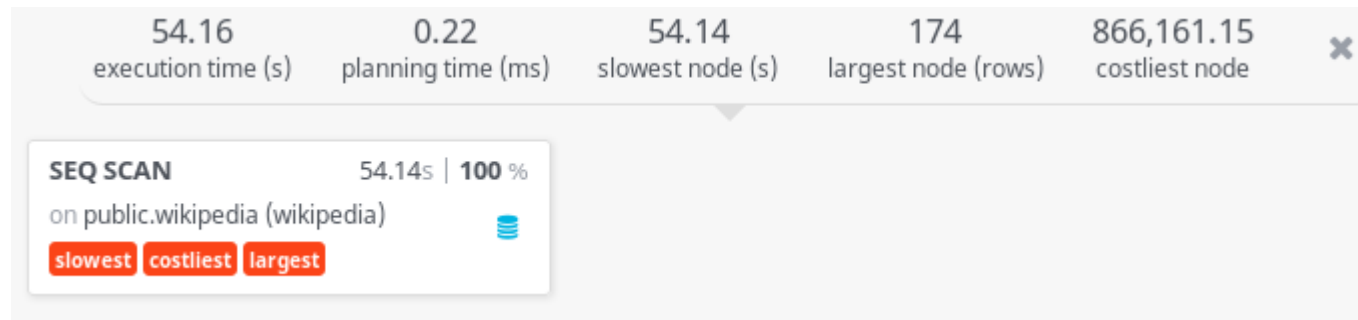 54.16 0.22 54.14 174 866,161.15
execution time (s) planning time (ms) slowest node (s) largest node (rows) costliest node
SEQ SCAN 54.14s | 100 %
on public.wikipedia (wikipedia)
slowest costliest largest